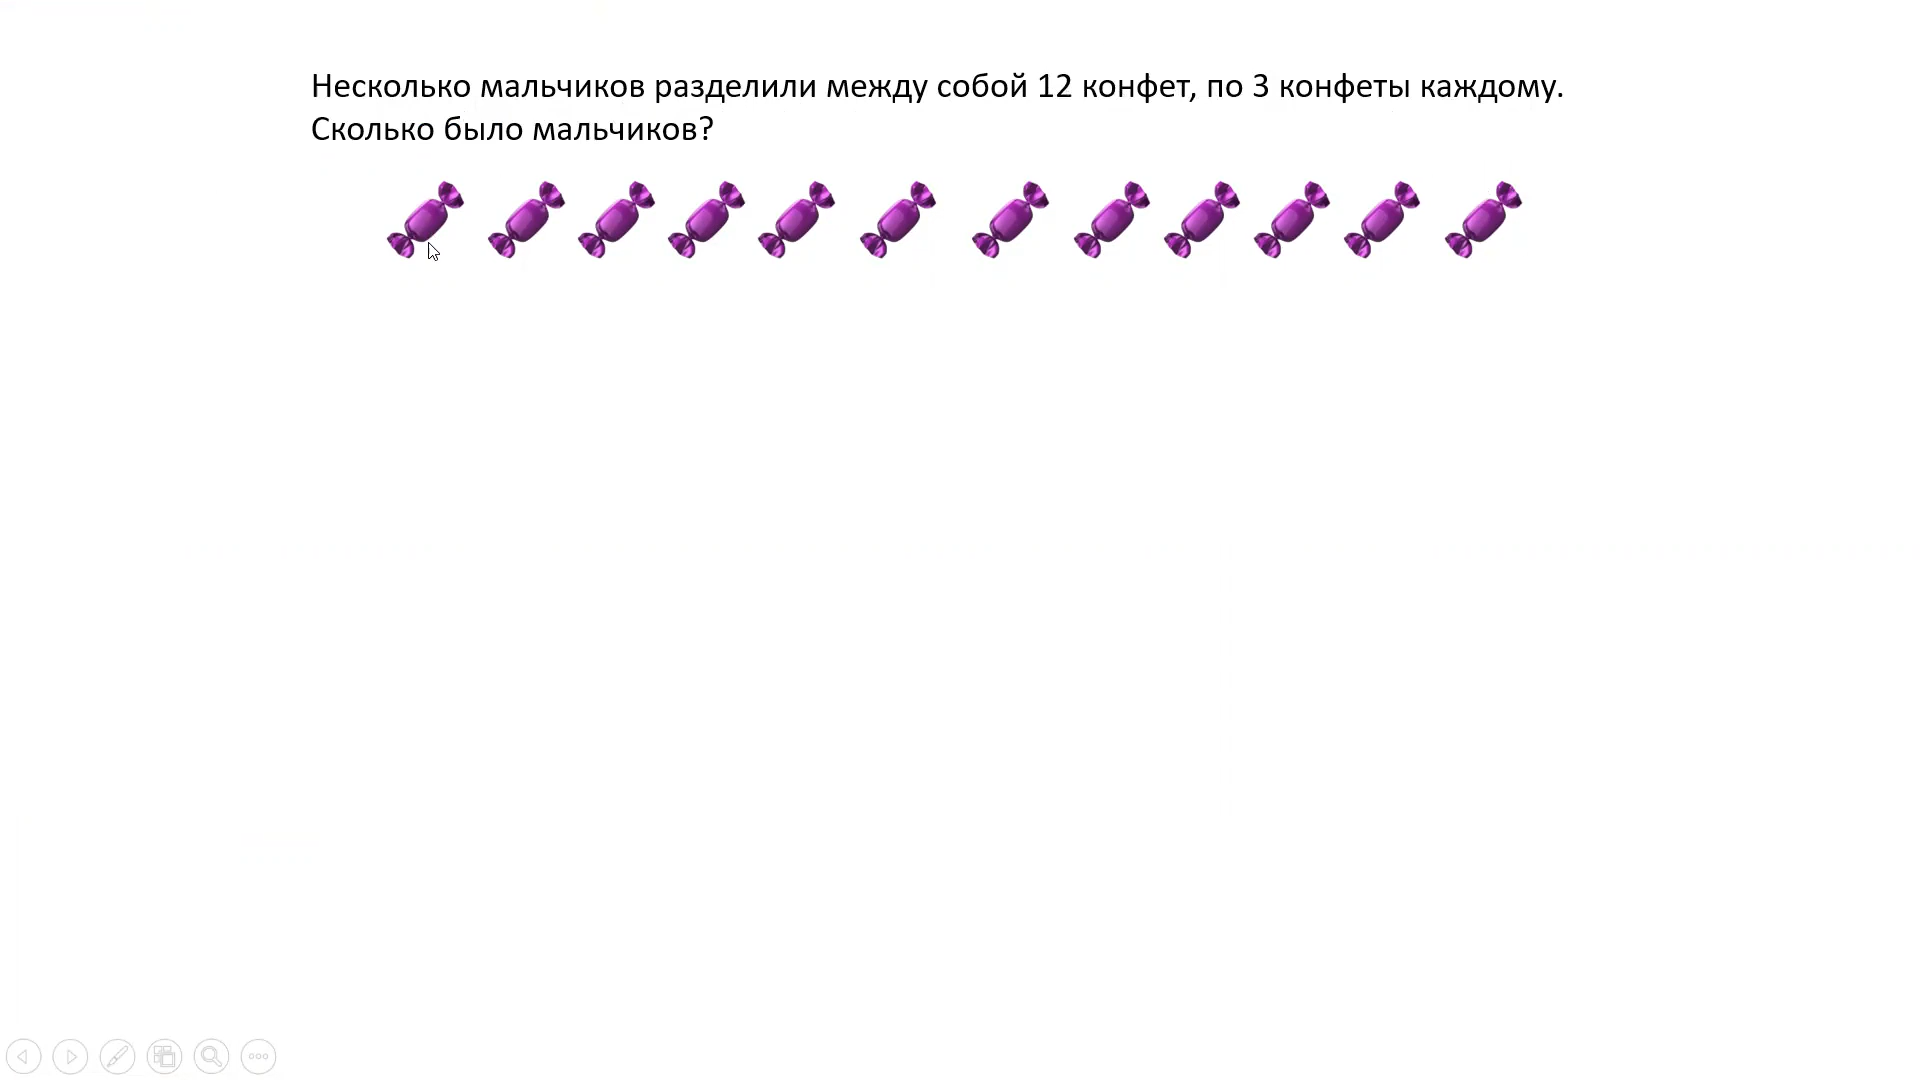 Несколько мальчиков разделили между собой 12 конфет, по 3 конфеты каждому.
Сколько было мальчиков?